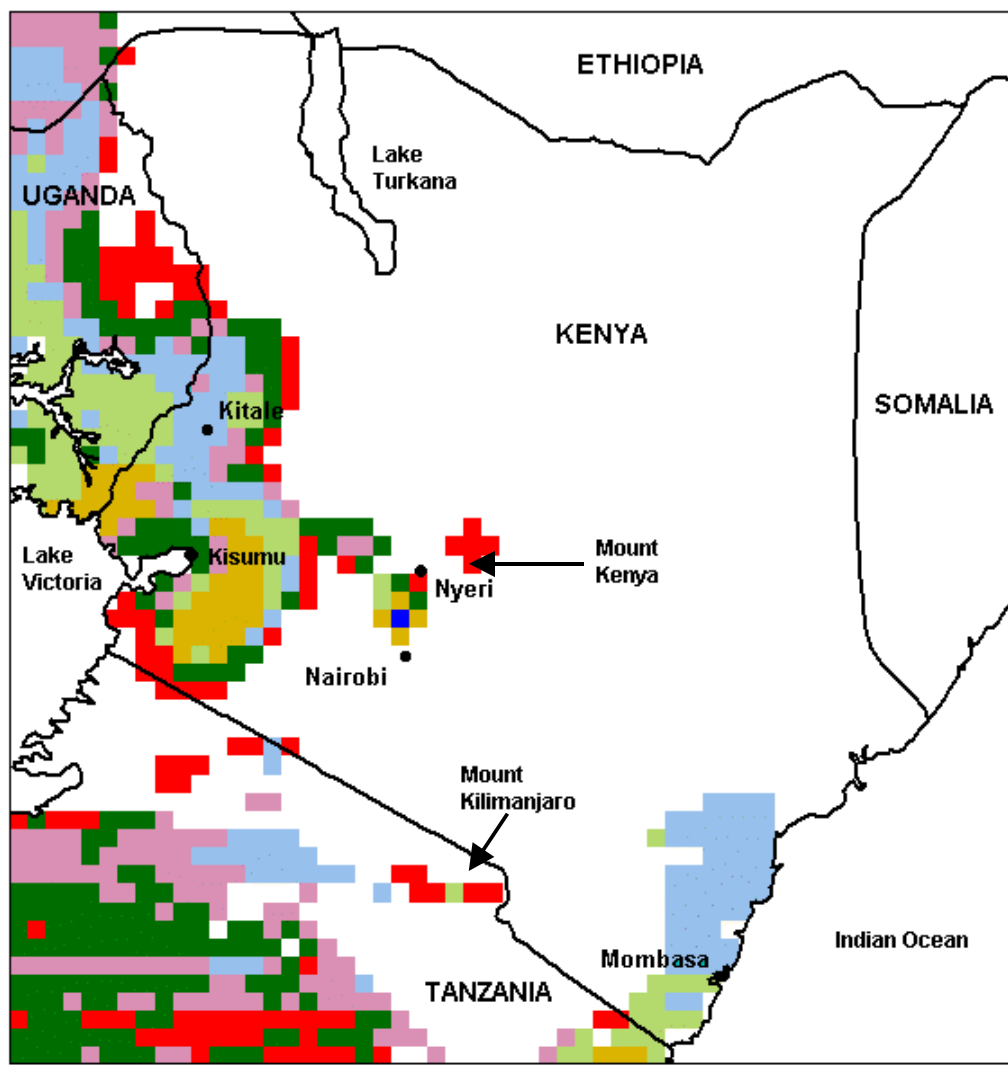 ETHIOPIA
Lake
Turkana
UGANDA
KENYA
SOMALIA
Kitale
Lake
Victoria
Kisumu
Nyeri
Mount
Kenya
Nairobi
Mount
Kilimanjaro
Mombasa
Indian Ocean
TANZANIA